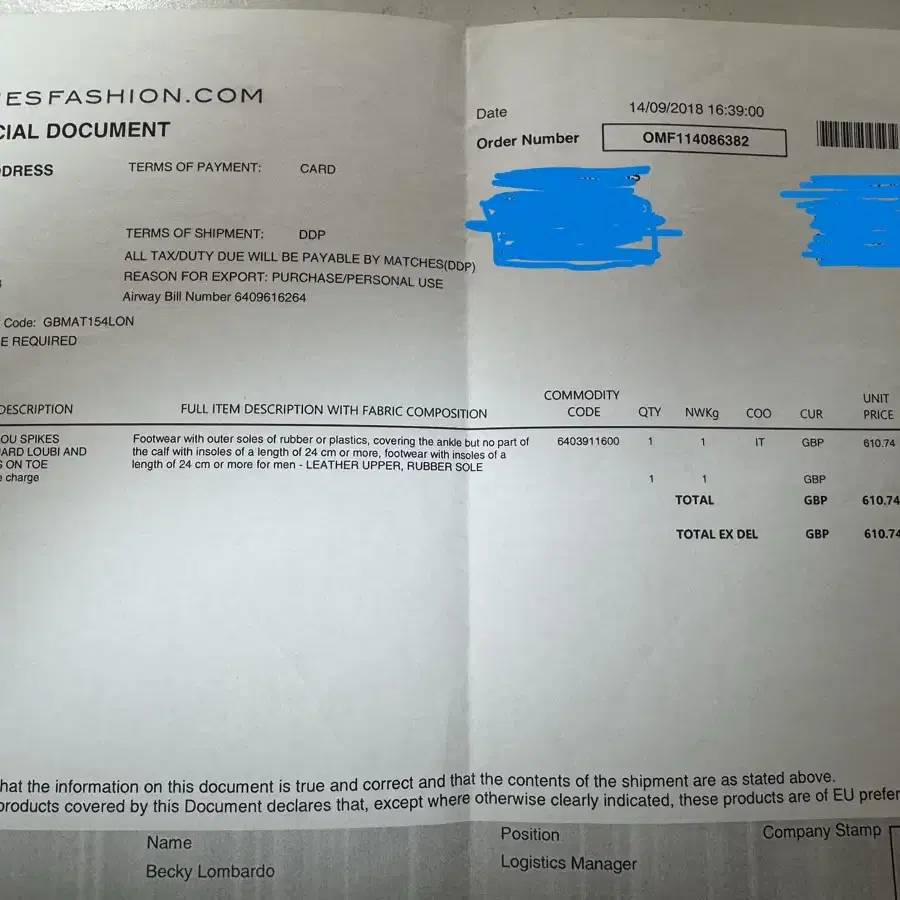 ESFASHION.COM
CIAL DOCUMENT
Date 14/09/2018 16:39:00
Order Number OMF114086382
DDRESS
TERMS OF PAYMENT: CARD
TERMS OF SHIPMENT: DDP
ALL TAX/DUTY DUE WILL BE PAYABLE BY MATCHES(DDP)
REASON FOR EXPORT: PURCHASE/PERSONAL USE
Airway Bill Number 6409616264
Code: GBMAT154LON
E REQUIRED
DESCRIPTION FULL ITEM DESCRIPTION WITH FABRIC COMPOSITION COMMODITY CODE QTY NWKg COO CUR UNIT PRICE
OU SPIKES Footwear with outer soles of rubber or plastics, covering the ankle but no part of 6403911600 1 1 IT GBP 610.74
ARD LOUBI AND the calf with insoles of a length of 24 cm or more, footwear with insoles of a
S ON TOE length of 24 cm or more for men - LEATHER UPPER, RUBBER SOLE
e charge 1 1 GBP
TOTAL GBP 610.74
TOTAL EX DEL GBP 610.74
hat the information on this document is true and correct and that the contents of the shipment are as stated above.
products covered by this Document declares that, except where otherwise clearly indicated, these products are of EU prefer
Name Position Company Stamp
Becky Lombardo Logistics Manager